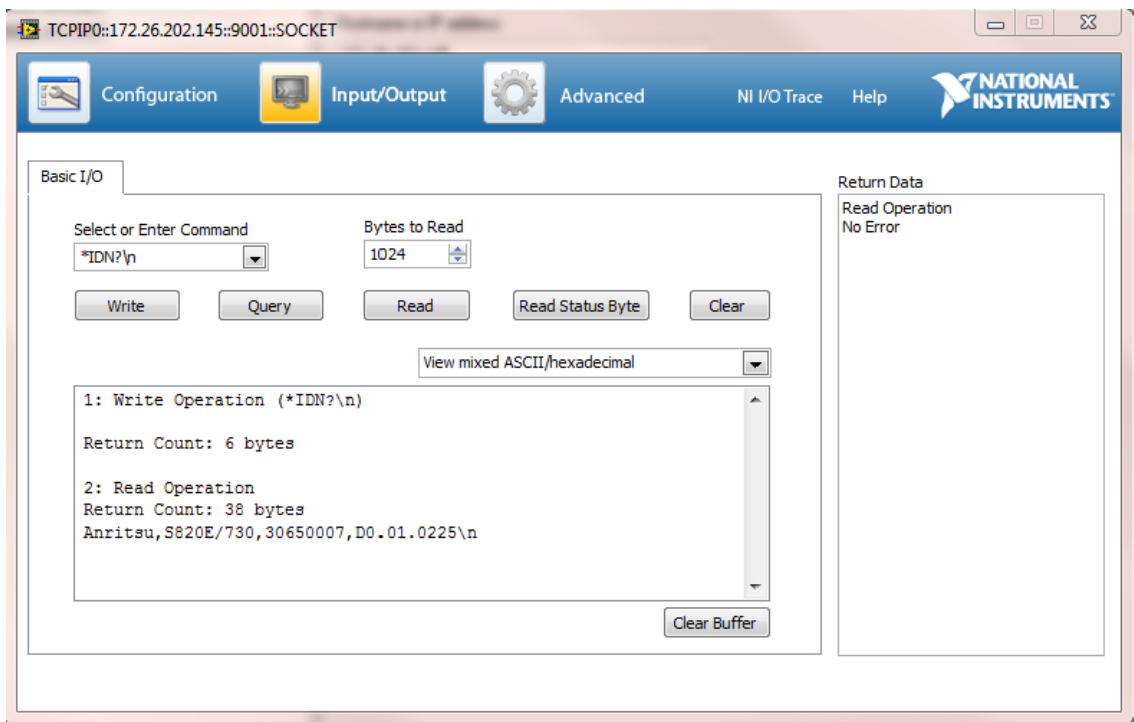 TCPIP0::172.26.202.145::9001::SOCKET
Configuration
Input/Output
Advanced
NI I/O Trace
Help
NATIONAL
INSTRUMENTS
Basic I/O
Select or Enter Command
*IDN?\n
Bytes to Read
1024
Write
Query
Read
Read Status Byte
Clear
View mixed ASCII/hexadecimal
1: Write Operation (*IDN?\n)
Return Count: 6 bytes
2: Read Operation
Return Count: 38 bytes
Anritsu,S820E/730,30650007,D0.01.0225\n
Clear Buffer
Return Data
Read Operation
No Error